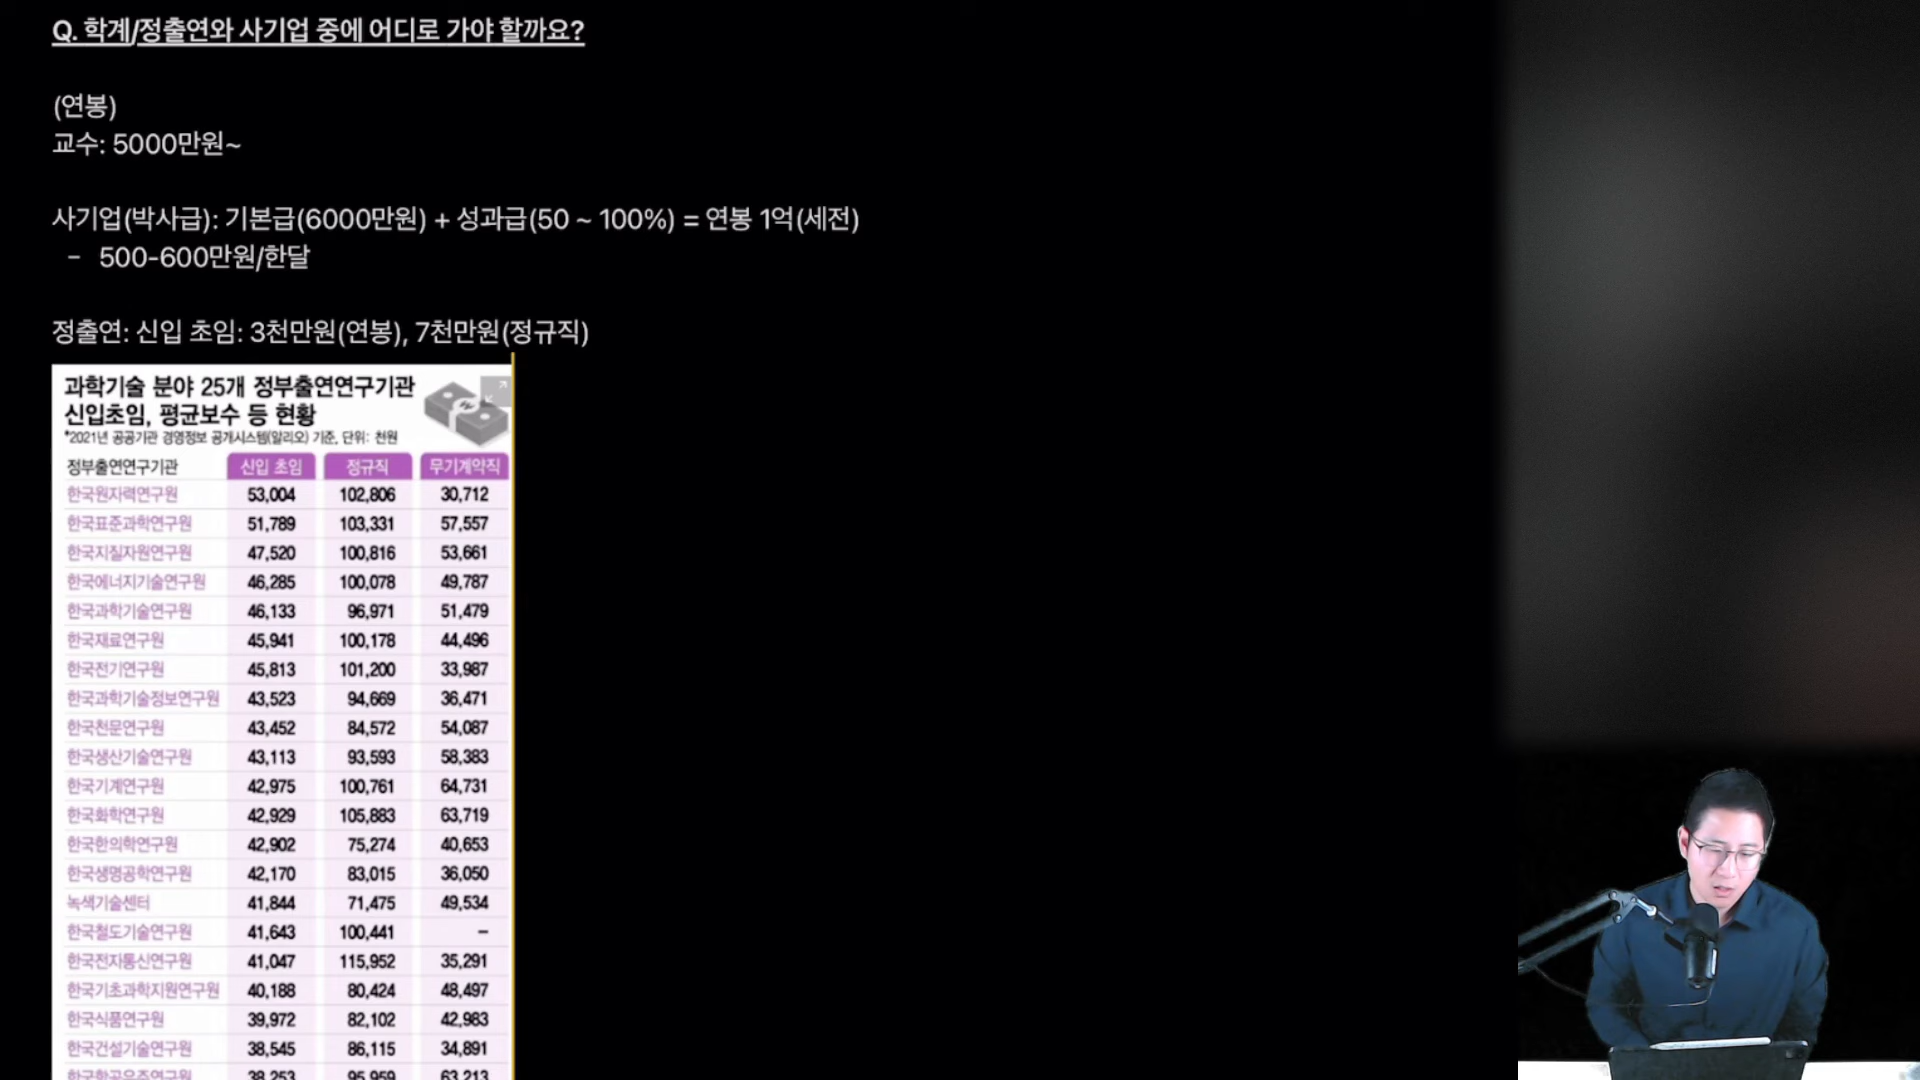 Q. 학계/정출연와 사기업 중에 어디로 가야 할까요?
(연봉)
교수: 5000만원~
사기업(박사급): 기본급(6000만원) + 성과급(50 ~ 100%) = 연봉 1억(세전)
- 500-600만원/한달
정출연: 신입 초임: 3천만원(연봉), 7천만원(정규직)
과학기술 분야 25개 정부출연연구기관
신입초임, 평균보수 등 현황
*2021년 공공기관 경영정보 공개시스템(알리오) 기준, 단위: 천원
정부출연연구기관 신입 초임 정규직 무기계약직
한국원자력연구원 53,004 102,806 30,712
한국표준과학연구원 51,789 103,331 57,557
한국지질자원연구원 47,520 100,816 53,661
한국에너지기술연구원 46,285 100,078 49,787
한국과학기술연구원 46,133 96,971 51,479
한국재료연구원 45,941 100,178 44,496
한국전기연구원 45,813 101,200 33,987
한국과학기술정보연구원 43,523 94,669 36,471
한국천문연구원 43,452 84,572 54,087
한국생산기술연구원 43,113 93,593 58,383
한국기계연구원 42,975 100,761 64,731
한국화학연구원 42,929 105,883 63,719
한국한의학연구원 42,902 75,274 40,653
한국생명공학연구원 42,170 83,015 36,050
녹색기술센터 41,844 71,475 49,534
한국철도기술연구원 41,643 100,441 –
한국전자통신연구원 41,047 115,952 35,291
한국기초과학지원연구원 40,188 80,424 48,497
한국식품연구원 39,972 82,102 42,983
한국건설기술연구원 38,545 86,115 34,891
한국항공우주연구원 38,253 95,959 63,213